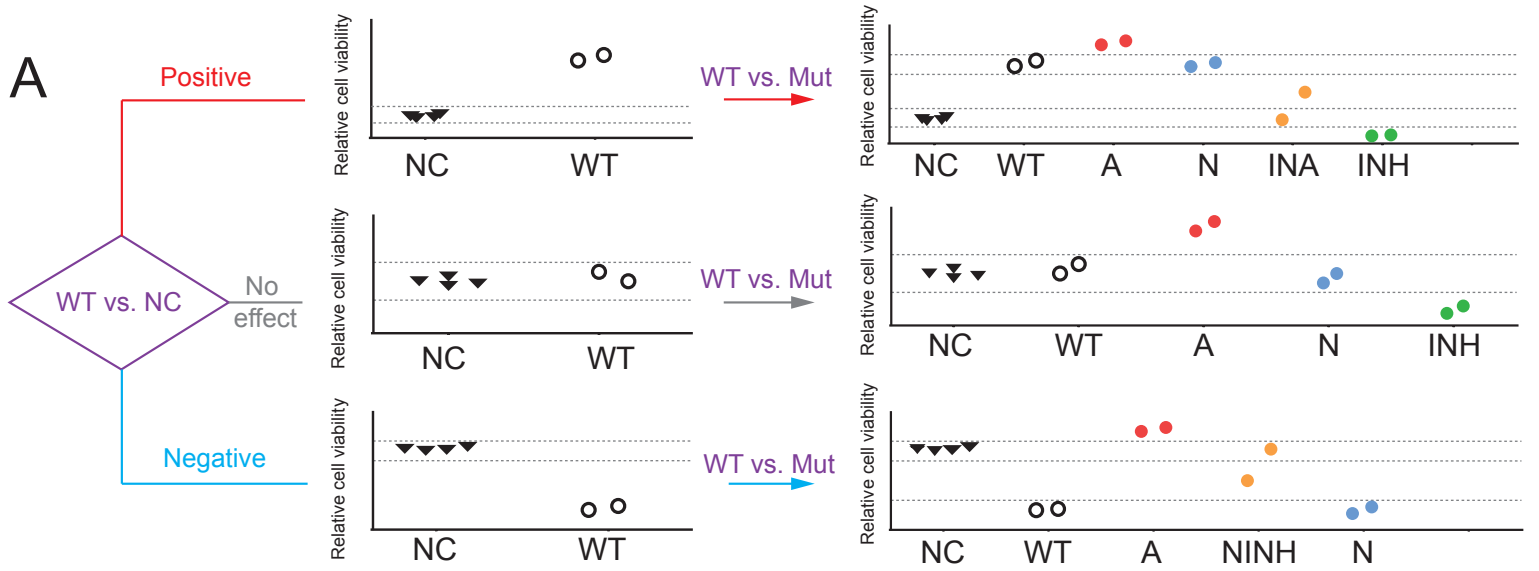 A
Positive
WT vs. NC
No
effect
Negative
Relative cell viability
NC WT
WT vs. Mut
Relative cell viability
NC WT A N INA INH
Relative cell viability
NC WT
WT vs. Mut
Relative cell viability
NC WT A N INH
Relative cell viability
NC WT
WT vs. Mut
Relative cell viability
NC WT A NINH N